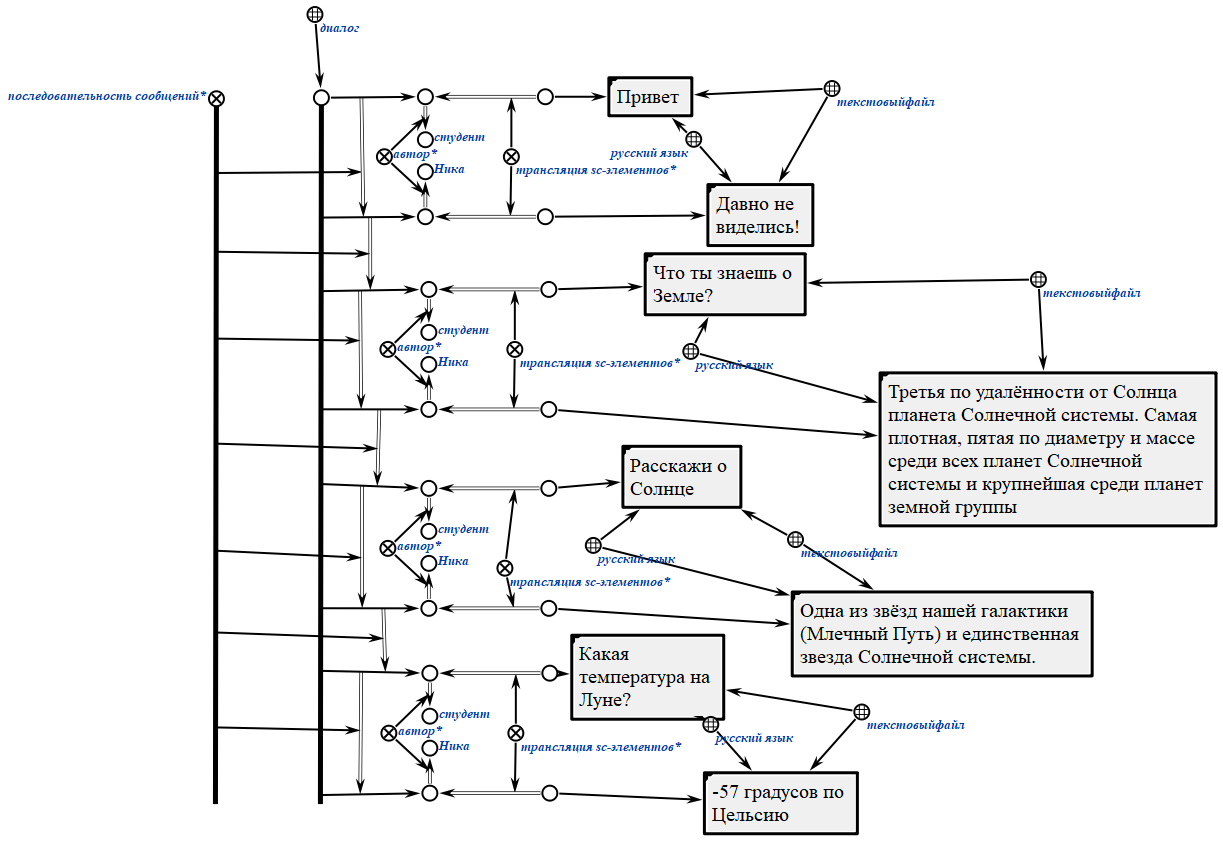 диалог
последовательность сообщений*
Привет
текстовыйфайл
студент
русский язык
автор*
Ника
трансляция sc-элементов*
Давно не
виделись!
Что ты знаешь о
Земле?
текстовыйфайл
студент
автор*
Ника
трансляция sc-элементов*
русский язык
Третья по удалённости от Солнца
планета Солнечной системы. Самая
плотная, пятая по диаметру и массе
среди всех планет Солнечной
системы и крупнейшая среди планет
земной группы
Расскажи о
Солнце
студент
автор*
Ника
русский язык
текстовыйфайл
трансляция sc-элементов*
Одна из звёзд нашей галактики
(Млечный Путь) и единственная
звезда Солнечной системы.
Какая
температура на
Луне?
студент
текстовыйфайл
автор*
русский язык
Ника
трансляция sc-элементов*
-57 градусов по
Цельсию